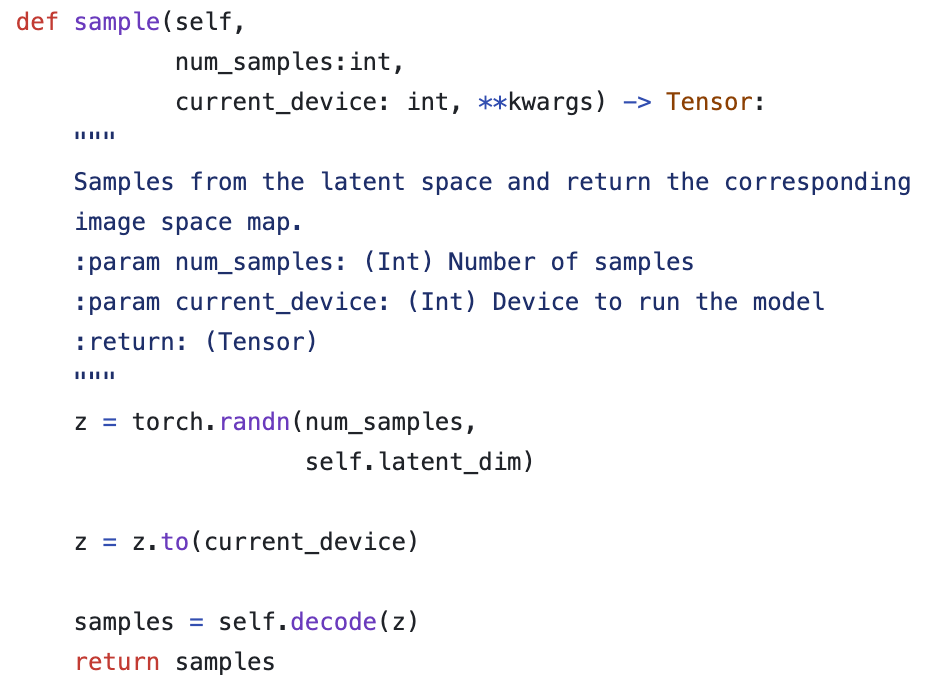 def sample(self,
           num_samples:int,
           current_device: int, **kwargs) -> Tensor:
    """
    Samples from the latent space and return the corresponding
    image space map.
    :param num_samples: (Int) Number of samples
    :param current_device: (Int) Device to run the model
    :return: (Tensor)
    """
    z = torch.randn(num_samples,
                    self.latent_dim)

    z = z.to(current_device)

    samples = self.decode(z)
    return samples